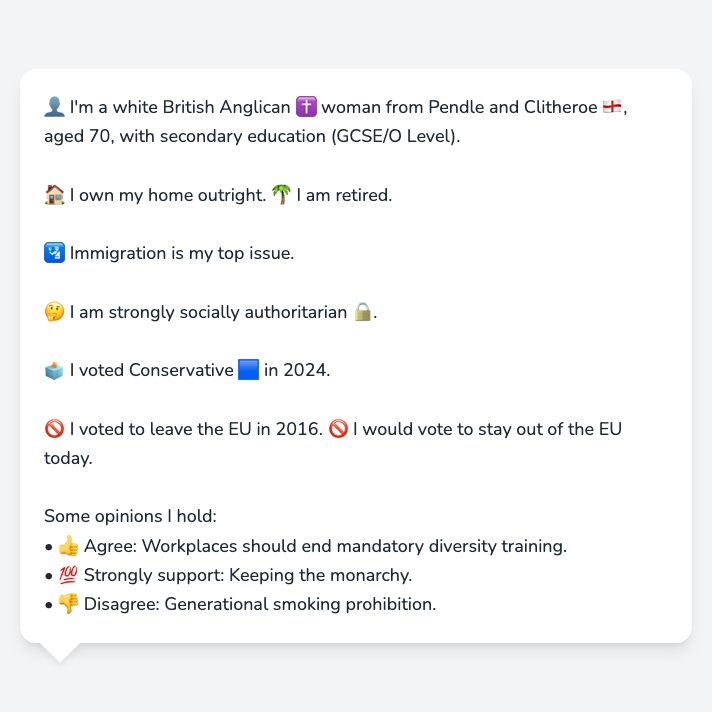 👤 I'm a white British Anglican ✝️ woman from Pendle and Clitheroe 🏴󠁧󠁢󠁥󠁮󠁧󠁿,
aged 70, with secondary education (GCSE/O Level).
🏠 I own my home outright. 🌴 I am retired.
🛂 Immigration is my top issue.
🤔 I am strongly socially authoritarian 🔒.
🗳️ I voted Conservative 🟦 in 2024.
🚫 I voted to leave the EU in 2016. 🚫 I would vote to stay out of the EU
today.
Some opinions I hold:
• 👍 Agree: Workplaces should end mandatory diversity training.
• 💯 Strongly support: Keeping the monarchy.
• 👎 Disagree: Generational smoking prohibition.